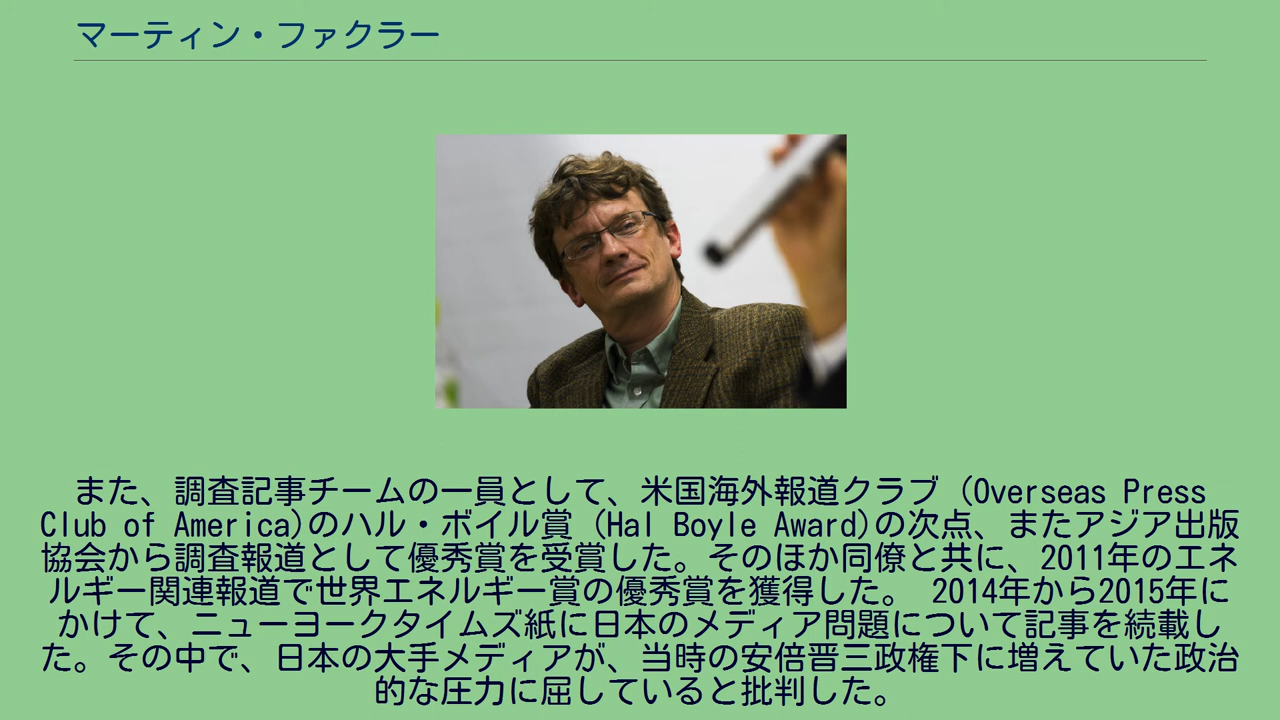 マーティン・ファクラー
また、調査記事チームの一員として、米国海外報道クラブ (Overseas Press
Club of America)のハル・ボイル賞 (Hal Boyle Award)の次点、またアジア出版
協会から調査報道として優秀賞を受賞した。そのほか同僚と共に、2011年のエネ
ルギー関連報道で世界エネルギー賞の優秀賞を獲得した。 2014年から2015年に
かけて、ニューヨークタイムズ紙に日本のメディア問題について記事を続載し
た。その中で、日本の大手メディアが、当時の安倍晋三政権下に増えていた政治
的な圧力に屈していると批判した。